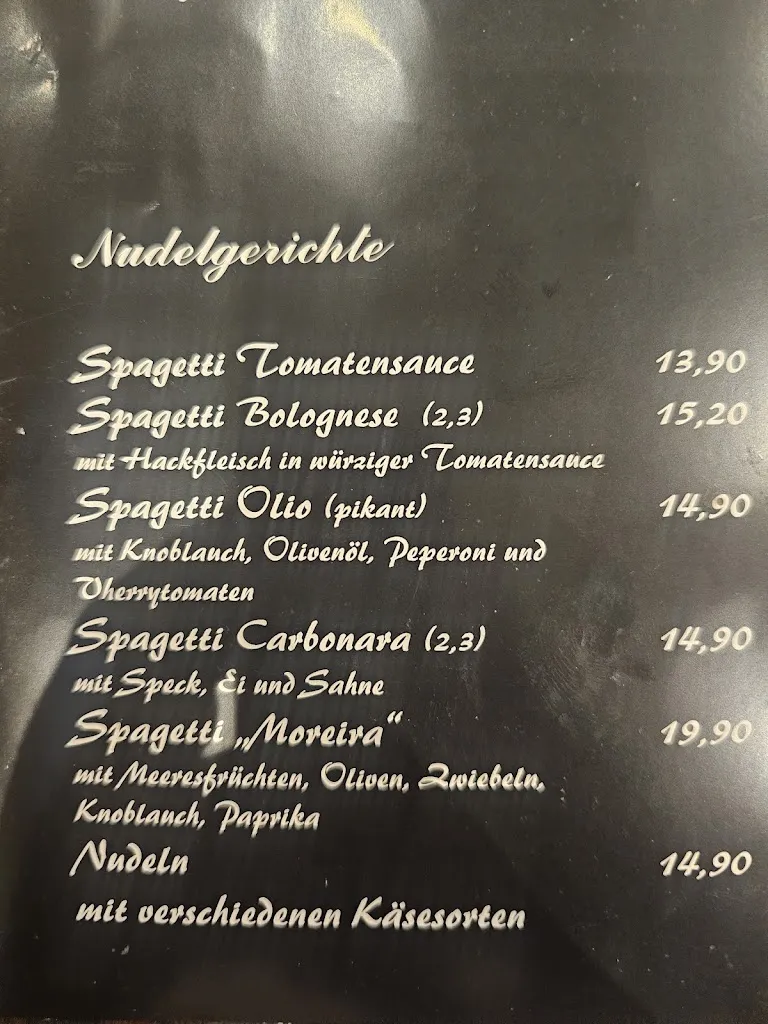 Nudelgerichte
Spagetti Tomatensauce 13,90
Spagetti Bolognese (2,3) 15,20
mit Hackfleisch in würziger Tomatensauce
Spagetti Olio (pikant) 14,90
mit Knoblauch, Olivenöl, Peperoni und
Vherrytomaten
Spagetti Carbonara (2,3) 14,90
mit Speck, Ei und Sahne
Spagetti „Moreira“ 19,90
mit Meeresfrüchten, Oliven, Zwiebeln,
Knoblauch, Paprika
Nudeln 14,90
mit verschiedenen Käsesorten